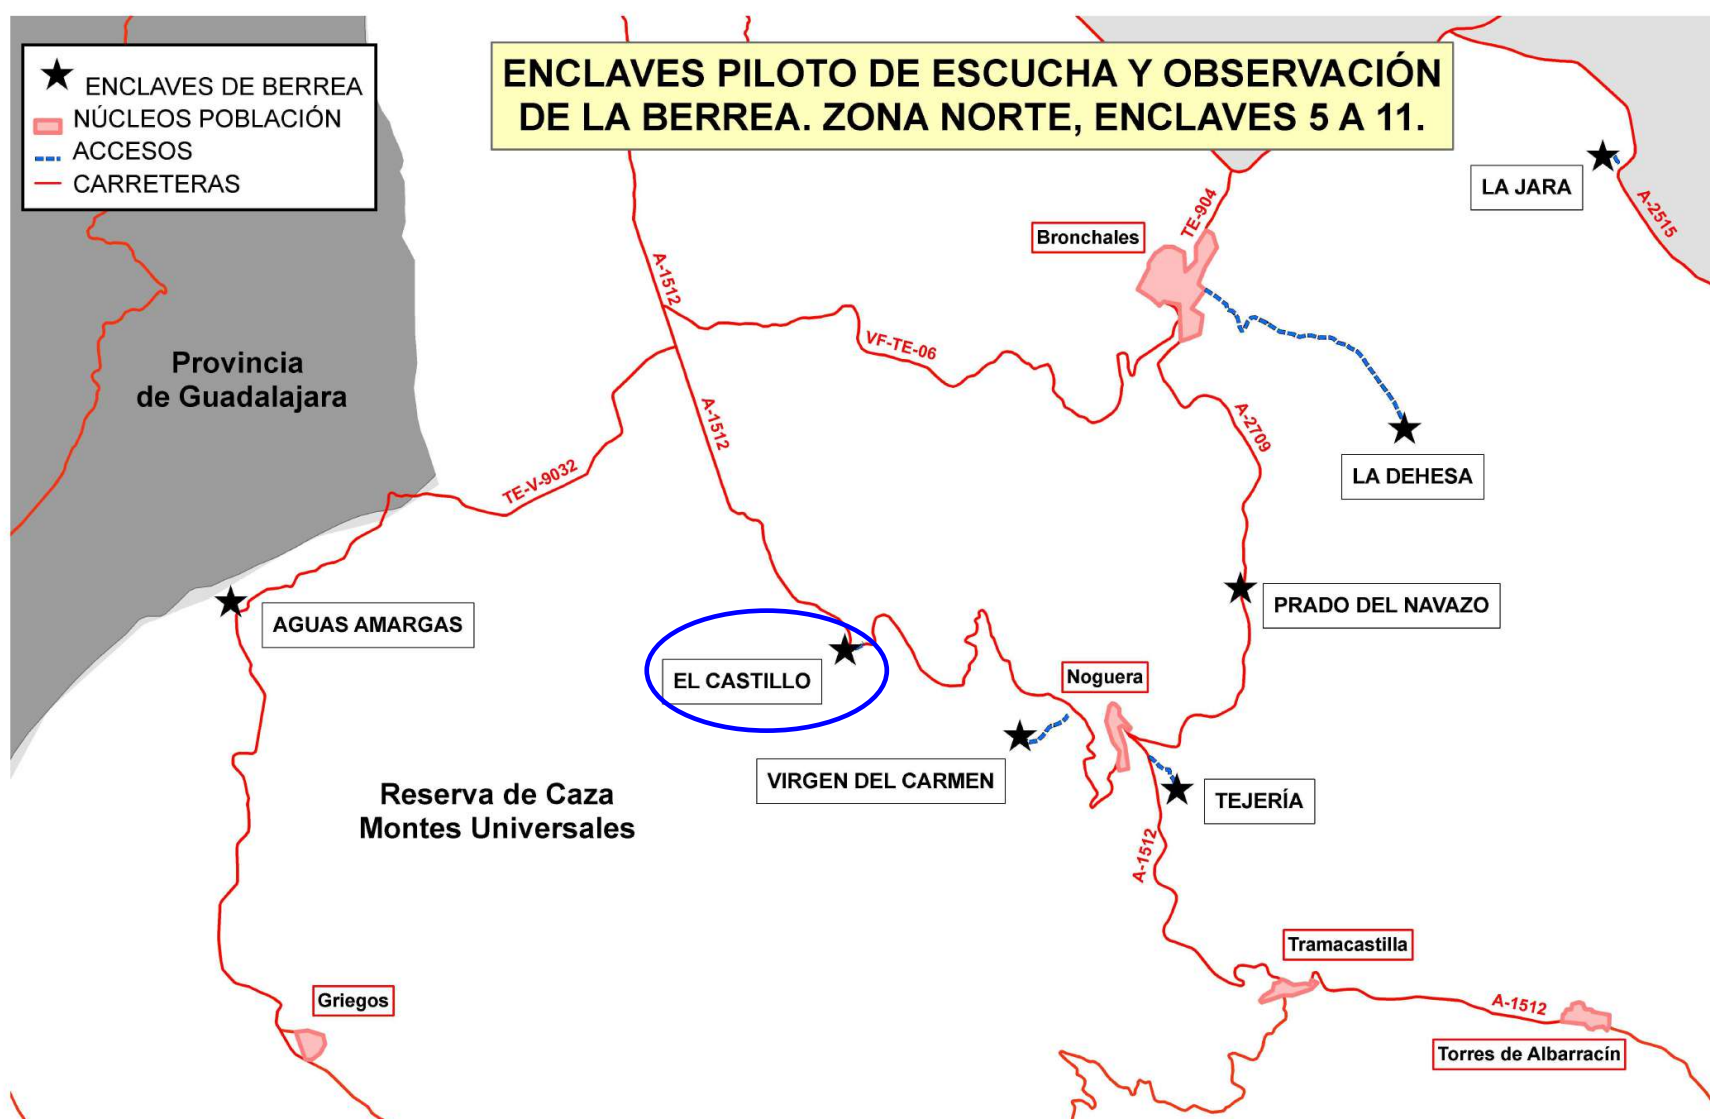 ENCLAVES DE BERREA
NÚCLEOS POBLACIÓN
ACCESOS
CARRETERAS
ENCLAVES PILOTO DE ESCUCHA Y OBSERVACIÓN
DE LA BERREA. ZONA NORTE, ENCLAVES 5 A 11.
LA JARA
A-2515
TE-904
Bronchales
A-1512
VF-TE-06
Provincia
de Guadalajara
A-1512
A-2709
LA DEHESA
TE-V-9032
PRADO DEL NAVAZO
AGUAS AMARGAS
EL CASTILLO
Noguera
VIRGEN DEL CARMEN
TEJERÍA
Reserva de Caza
Montes Universales
A-1512
Tramacastilla
Griegos
A-1512
Torres de Albarracín